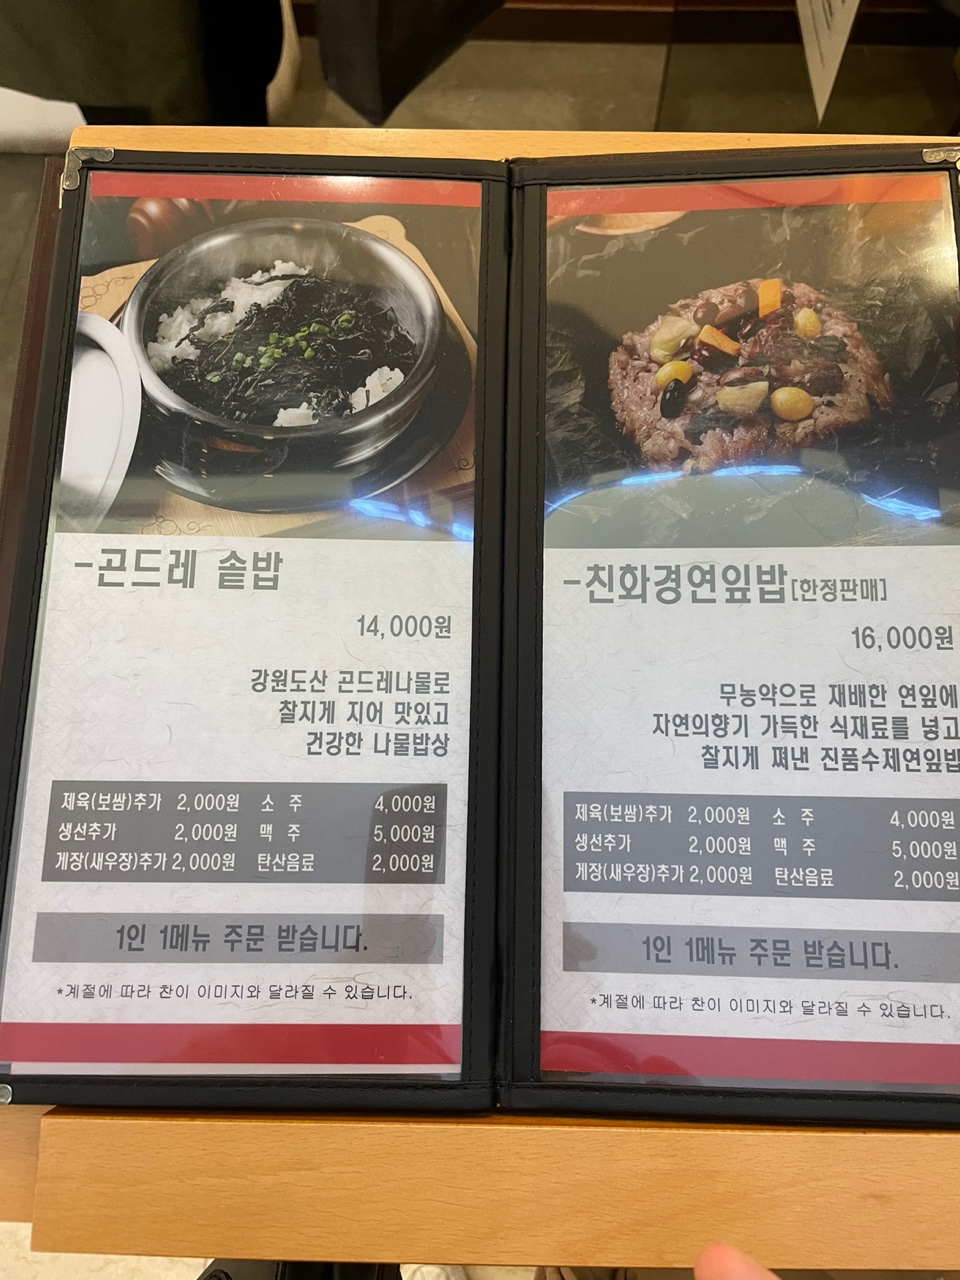 -곤드레 솥밥
14,000원
강원도산 곤드레나물로
찰지게 지어 맛있고
건강한 나물밥상
제육(보쌈)추가 2,000원 소 주 4,000원
생선추가 2,000원 맥 주 5,000원
게장(새우장)추가 2,000원 탄산음료 2,000원
1인 1메뉴 주문 받습니다.
*계절에 따라 찬이 이미지와 달라질 수 있습니다.
-친화경연잎밥[한정판매]
16,000원
무농약으로 재배한 연잎에
자연의향기 가득한 식재료를 넣고
찰지게 쪄낸 진품수제연잎밥
제육(보쌈)추가 2,000원 소 주 4,000원
생선추가 2,000원 맥 주 5,000원
게장(새우장)추가 2,000원 탄산음료 2,000원
1인 1메뉴 주문 받습니다.
*계절에 따라 찬이 이미지와 달라질 수 있습니다.